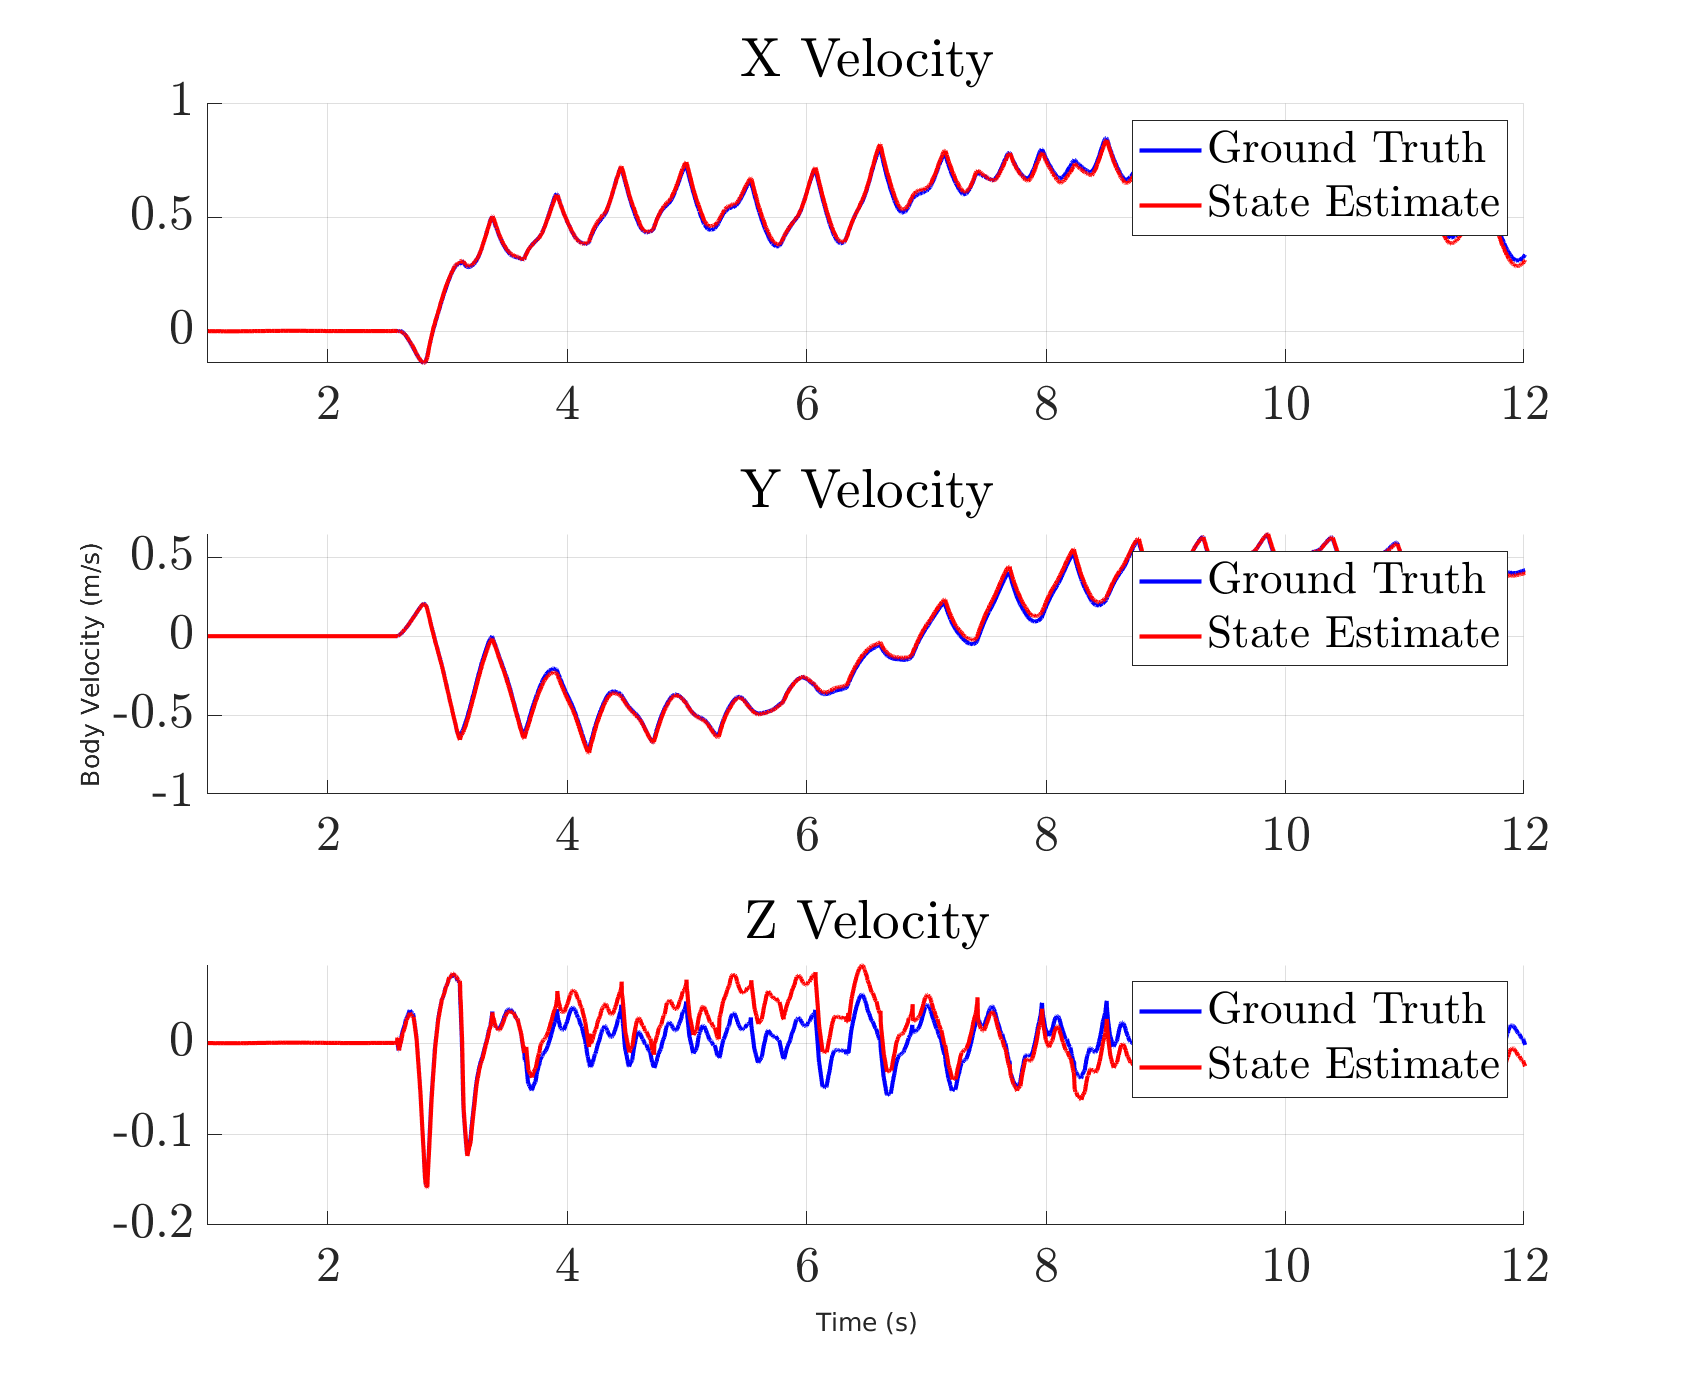 X Velocity
1
0.5
0
Ground Truth
State Estimate
2 4 6 8 10 12
Y Velocity
Body Velocity (m/s)
0.5
0
-0.5
-1
Ground Truth
State Estimate
2 4 6 8 10 12
Z Velocity
0
-0.1
-0.2
Ground Truth
State Estimate
2 4 6 8 10 12
Time (s)